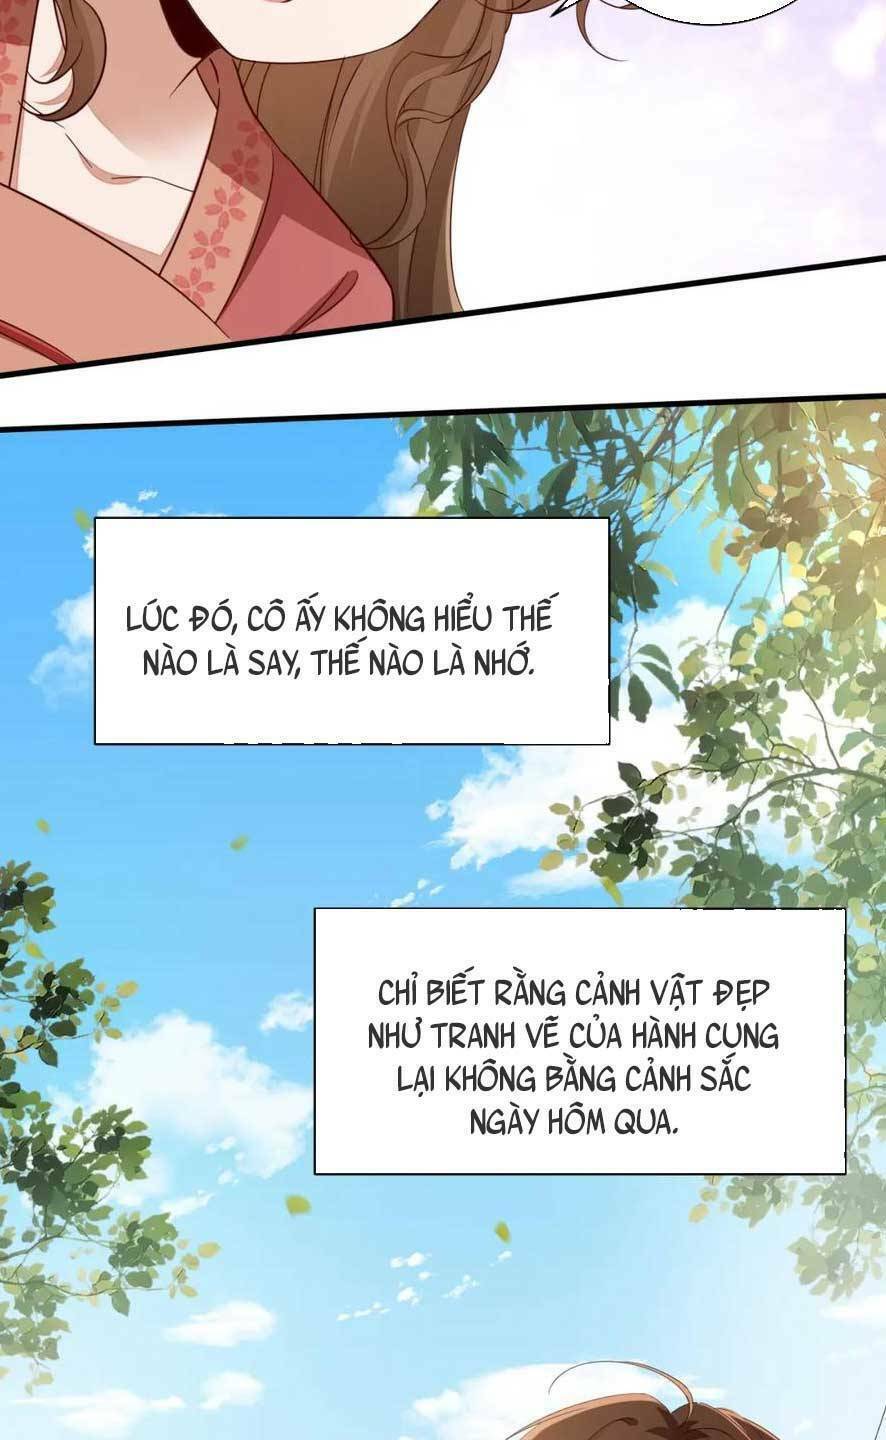 LÚC ĐÓ, CÔ ẤY KHÔNG HIỂU THẾ
NÀO LÀ SAY, THẾ NÀO LÀ NHỚ.
CHỈ BIẾT RẰNG CẢNH VẬT ĐẸP
NHƯ TRANH VẼ CỦA HÀNH CUNG
LẠI KHÔNG BẰNG CẢNH SẮC
NGÀY HÔM QUA.